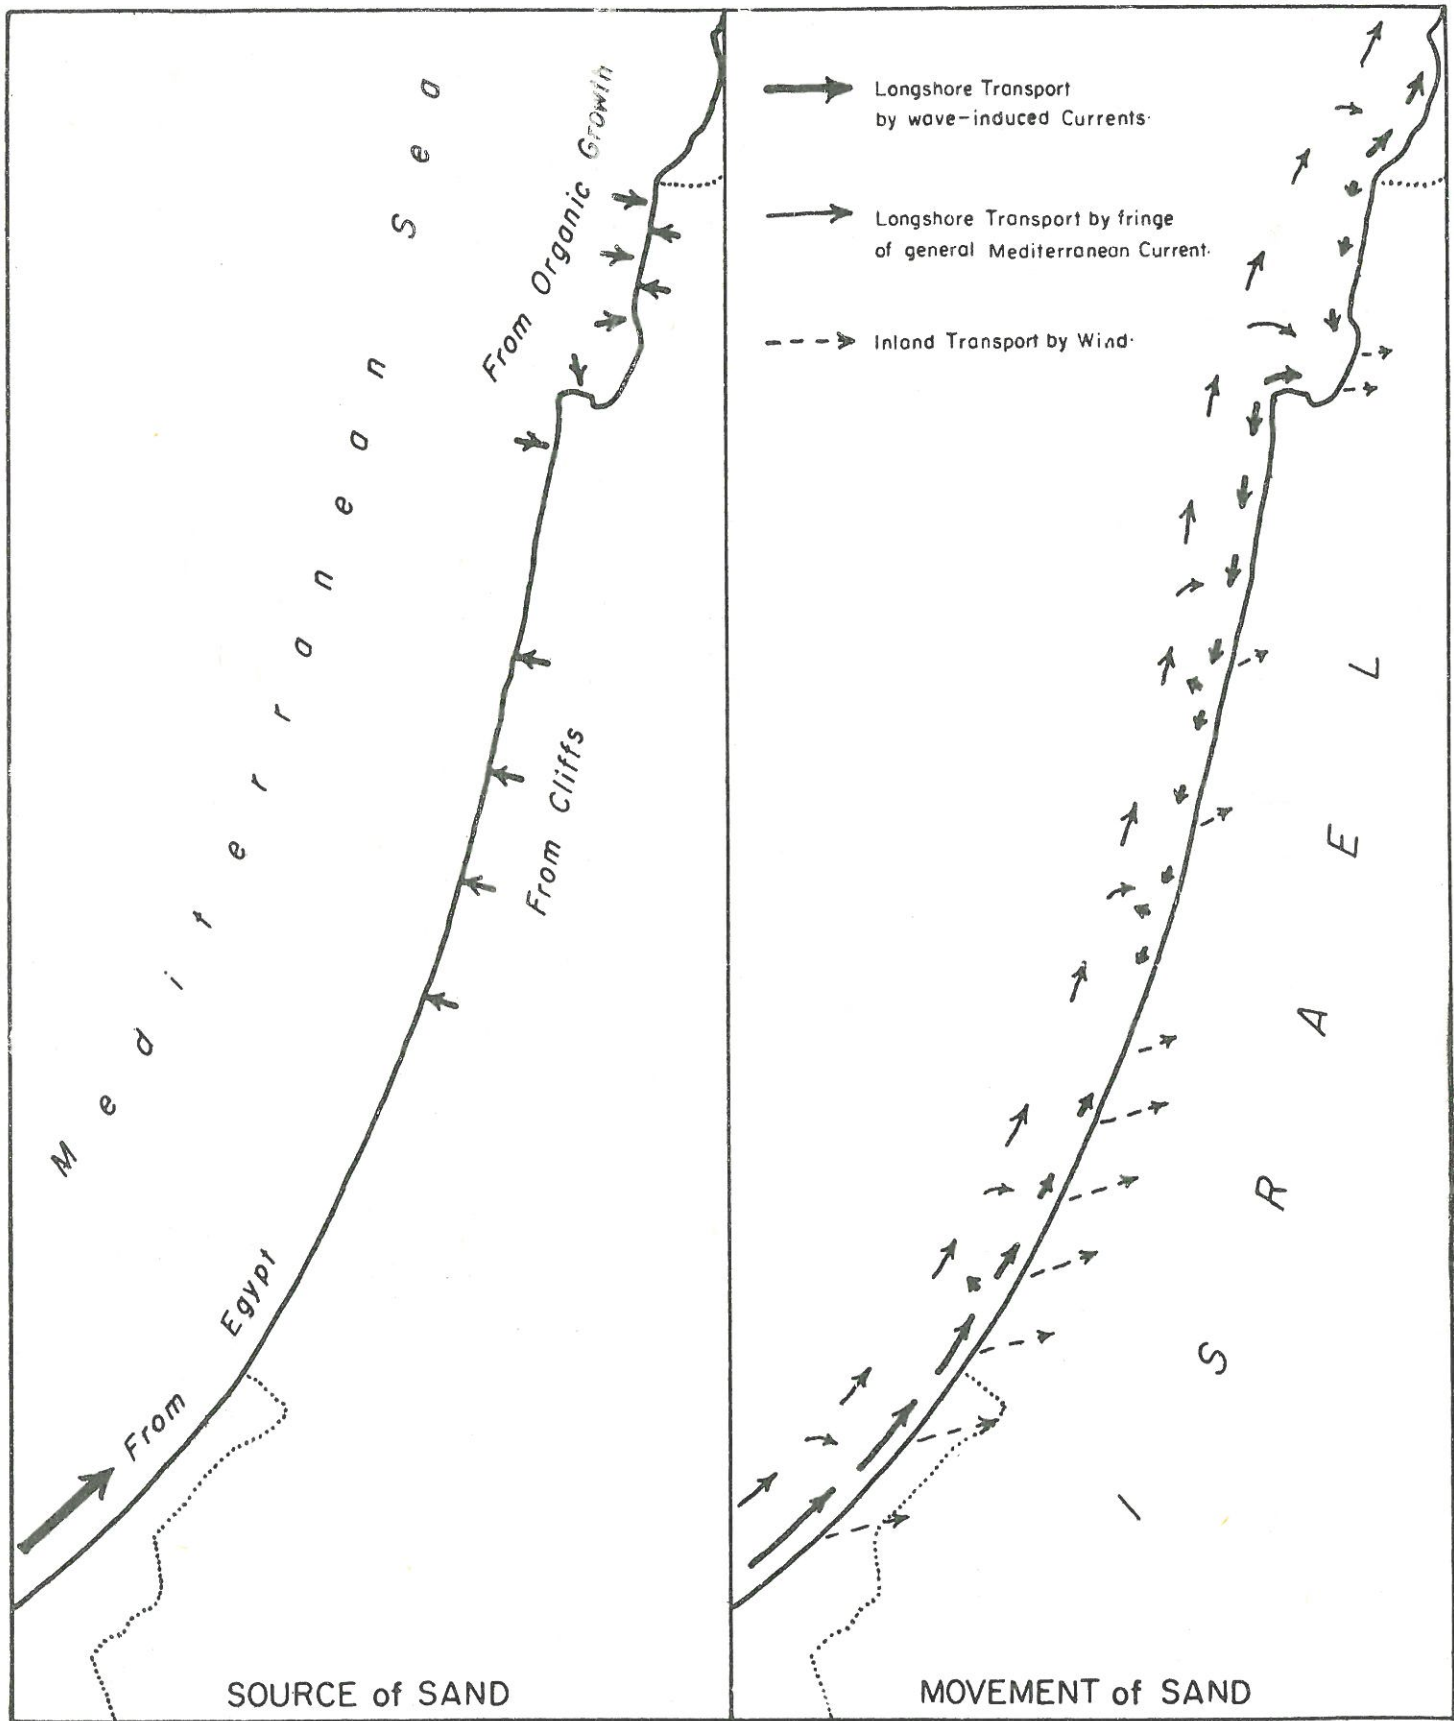 Mediterranean Sea
From Organic Growth
From Cliffs
From Egypt
SOURCE of SAND
Longshore Transport
by wave-induced Currents.
Longshore Transport by fringe
of general Mediterranean Current.
Inland Transport by Wind.
ISRAEL
MOVEMENT of SAND